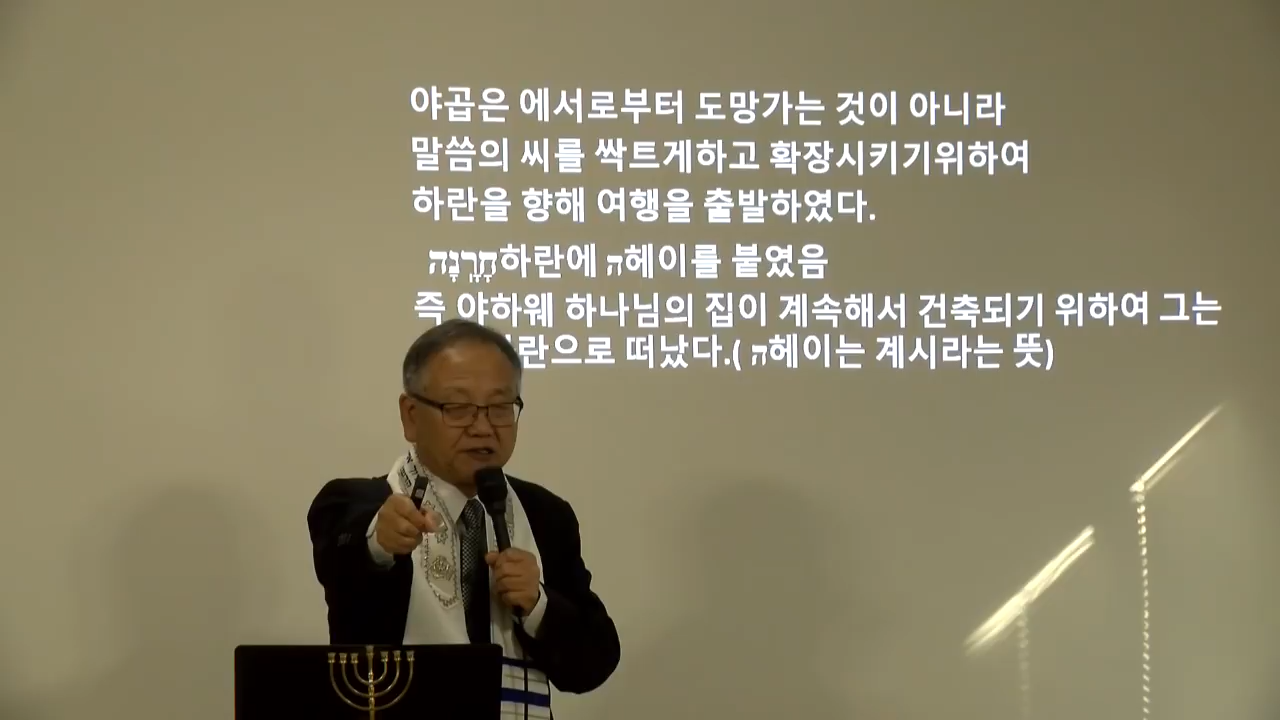 야곱은 에서로부터 도망가는 것이 아니라
말씀의 씨를 싹트게하고 확장시키기위하여
하란을 향해 여행을 출발하였다.
חָרָנָה하란에 ה헤이를 붙였음
즉 야하웨 하나님의 집이 계속해서 건축되기 위하여 그는
란으로 떠났다.( ה헤이는 계시라는 뜻)